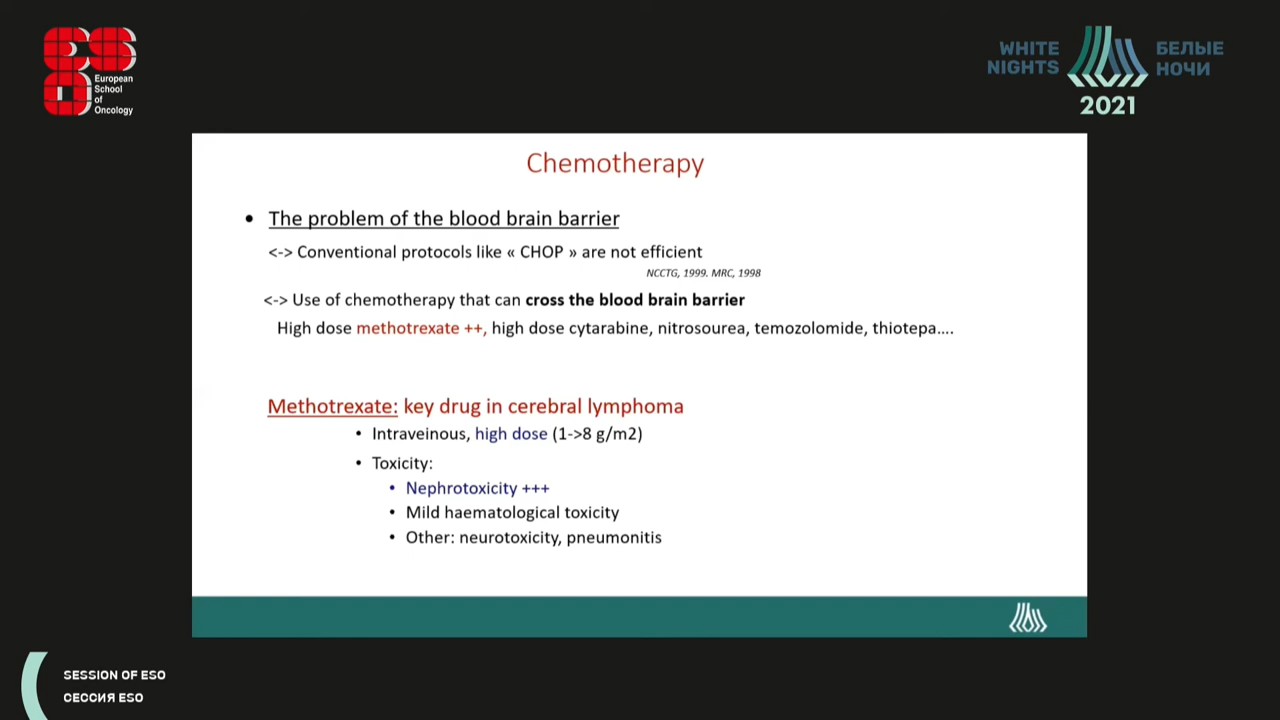 European
School
of
Oncology
WHITE
NIGHTS
БЕЛЫЕ
НОЧИ
2021
Chemotherapy
• The problem of the blood brain barrier
<-> Conventional protocols like « CHOP » are not efficient
NCCTG, 1999. MRC, 1998
<-> Use of chemotherapy that can cross the blood brain barrier
High dose methotrexate ++, high dose cytarabine, nitrosourea, temozolomide, thiotepa....
Methotrexate: key drug in cerebral lymphoma
• Intraveinous, high dose (1->8 g/m2)
• Toxicity:
• Nephrotoxicity +++
• Mild haematological toxicity
• Other: neurotoxicity, pneumonitis
SESSION OF ESO
СЕССИЯ ESO